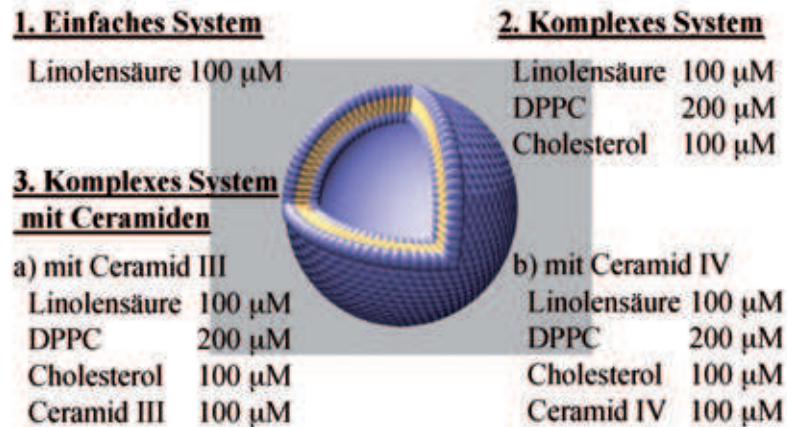 1. Einfaches System
Linolensäure 100 µM
2. Komplexes System
Linolensäure 100 µM
DPPC 200 µM
Cholesterol 100 µM
3. Komplexes System
mit Ceramiden
a) mit Ceramid III
Linolensäure 100 µM
DPPC 200 µM
Cholesterol 100 µM
Ceramid III 100 µM
b) mit Ceramid IV
Linolensäure 100 µM
DPPC 200 µM
Cholesterol 100 µM
Ceramid IV 100 µM